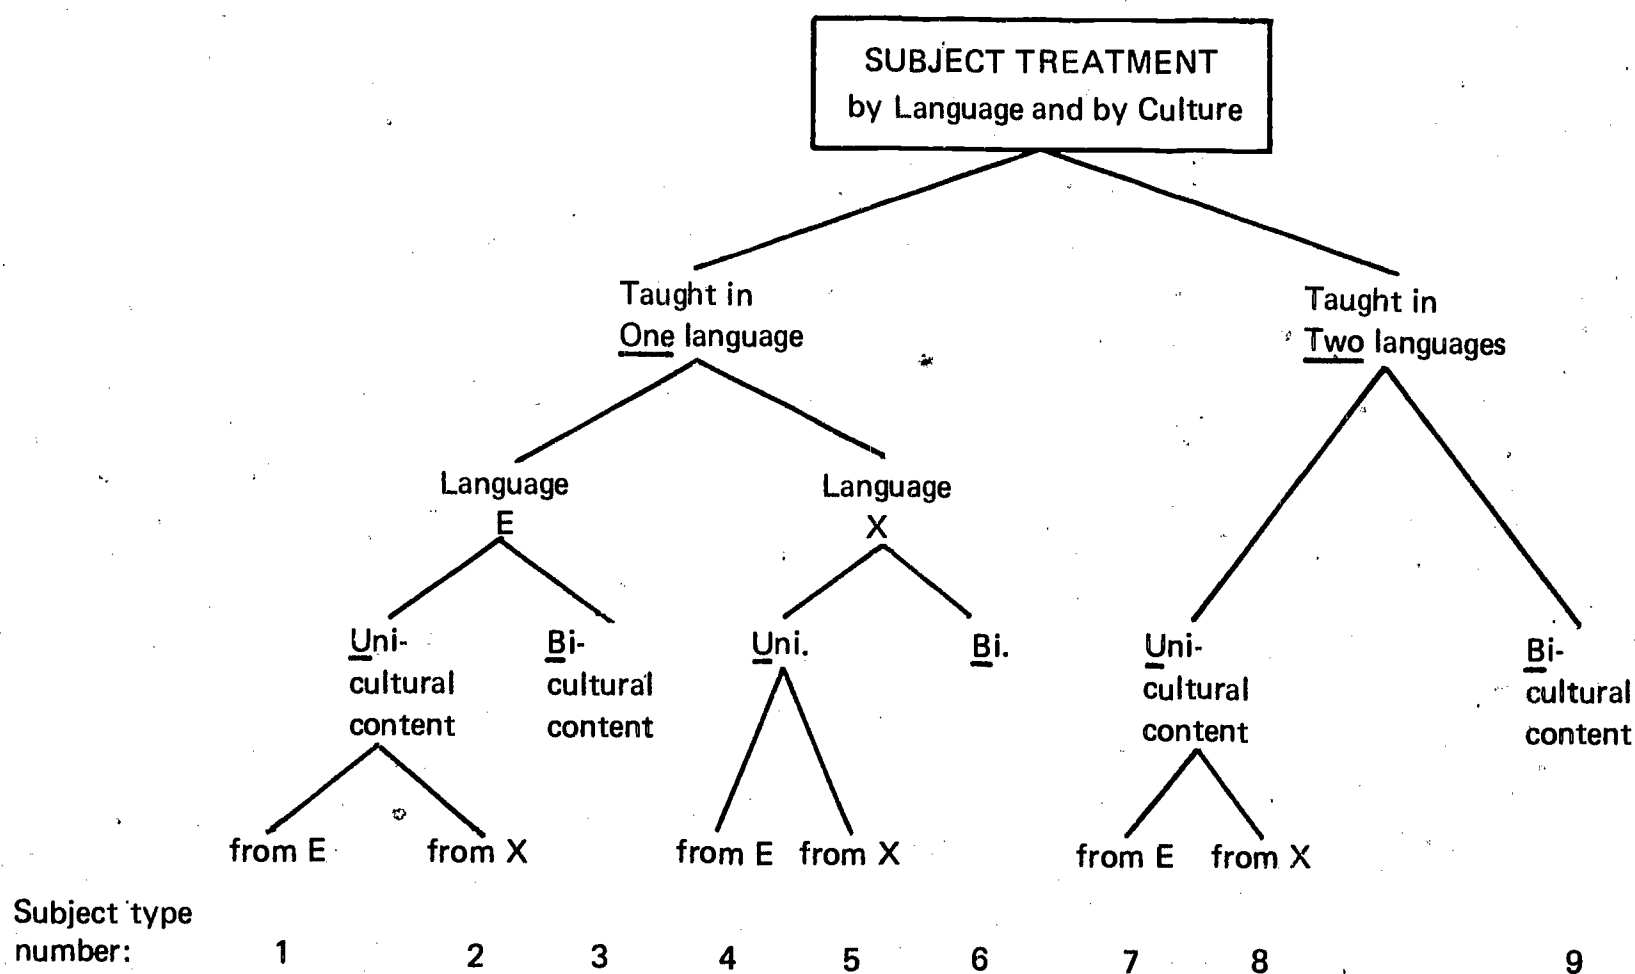 SUBJECT TREATMENT
by Language and by Culture
Taught in
One language
Taught in
Two languages
Language
E
Language
X
Uni-
cultural
content
Bi-
cultural
content
Uni.
Bi.
Uni-
cultural
content
Bi-
cultural
content
from E
from X
from E
from X
from E
from X
Subject type
number:
1
2
3
4
5
6
7
8
9